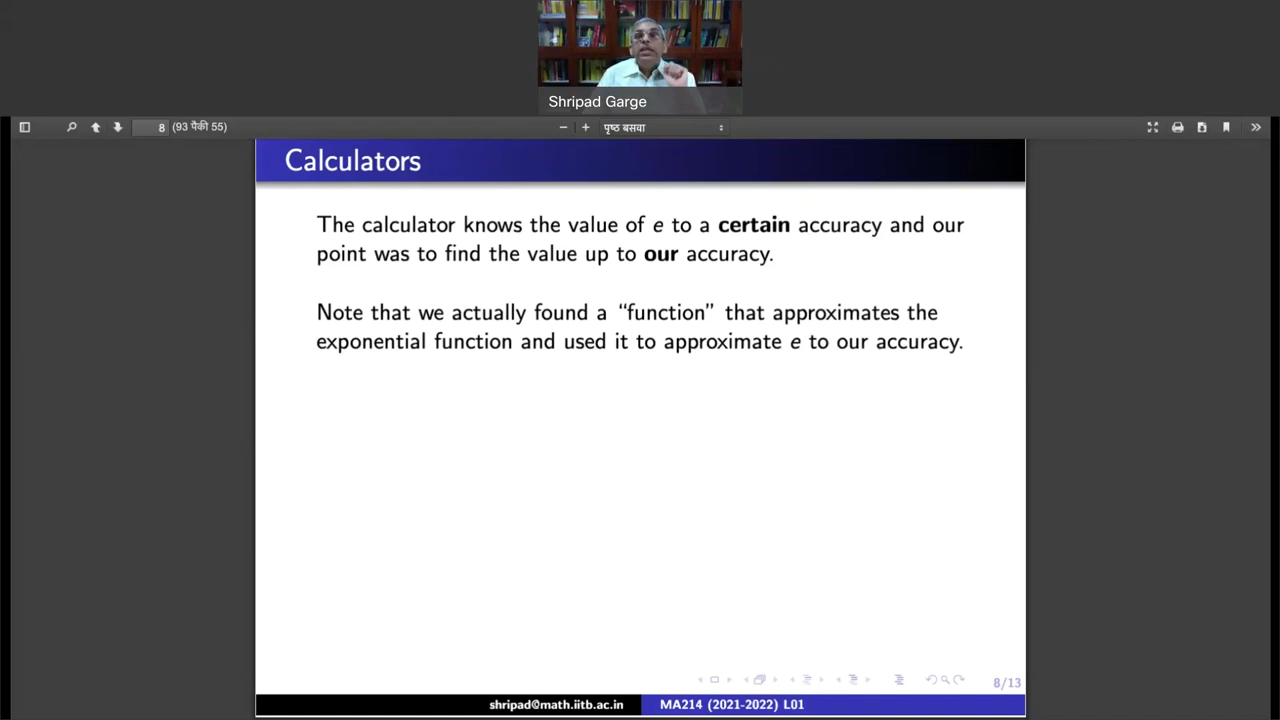 Shripad Garge
8 (93 पैकी 55)
पृष्ठ बसवा
Calculators
The calculator knows the value of e to a certain accuracy and our
point was to find the value up to our accuracy.
Note that we actually found a “function” that approximates the
exponential function and used it to approximate e to our accuracy.
8/13
shripad@math.iitb.ac.in MA214 (2021-2022) L01